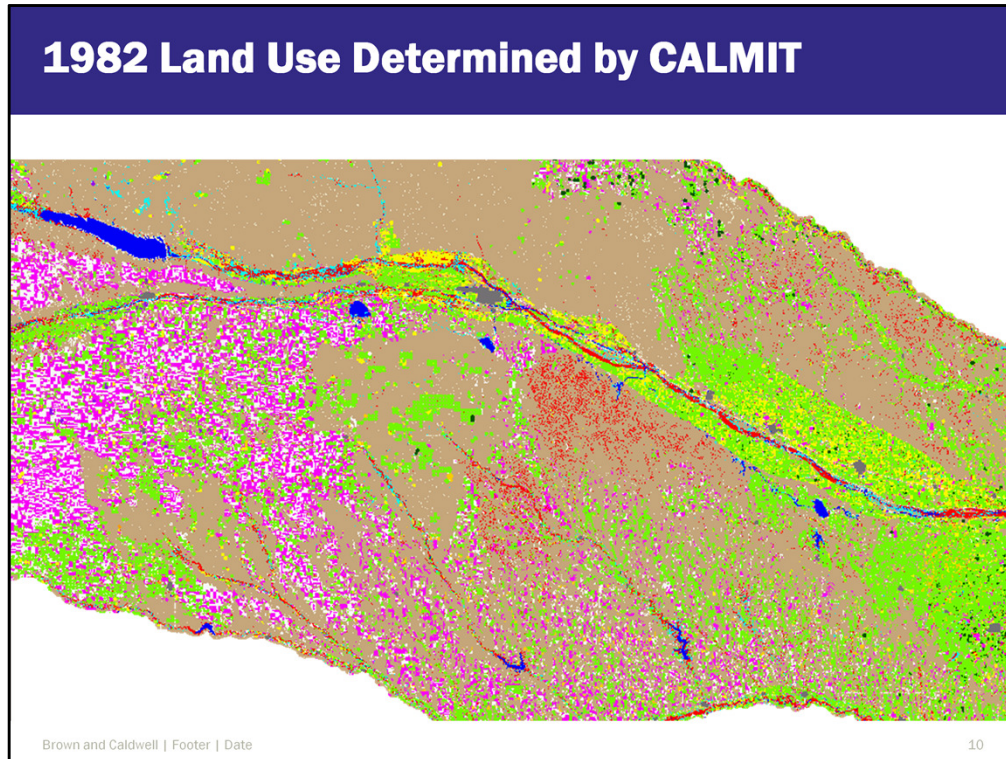 1982 Land Use Determined by CALMIT
Brown and Caldwell | Footer | Date
10